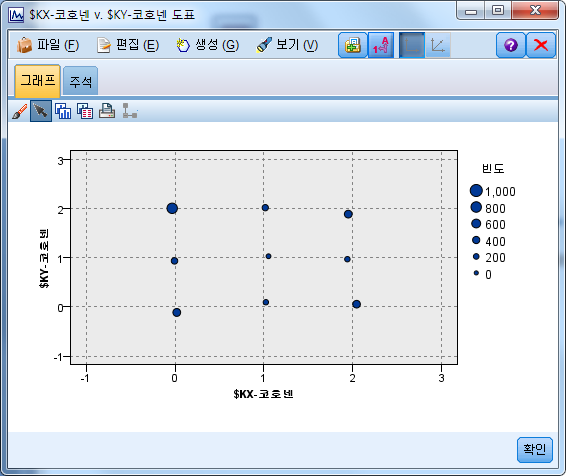 $KX-코호넨 v. $KY-코호넨 도표
파일 (F) 편집 (E) 생성 (G) 보기 (V)
그래프 주석
빈도
1,000
800
600
400
200
0
3
2
1
0
-1
$KY-코호넨
-1 0 1 2 3
$KX-코호넨
확인